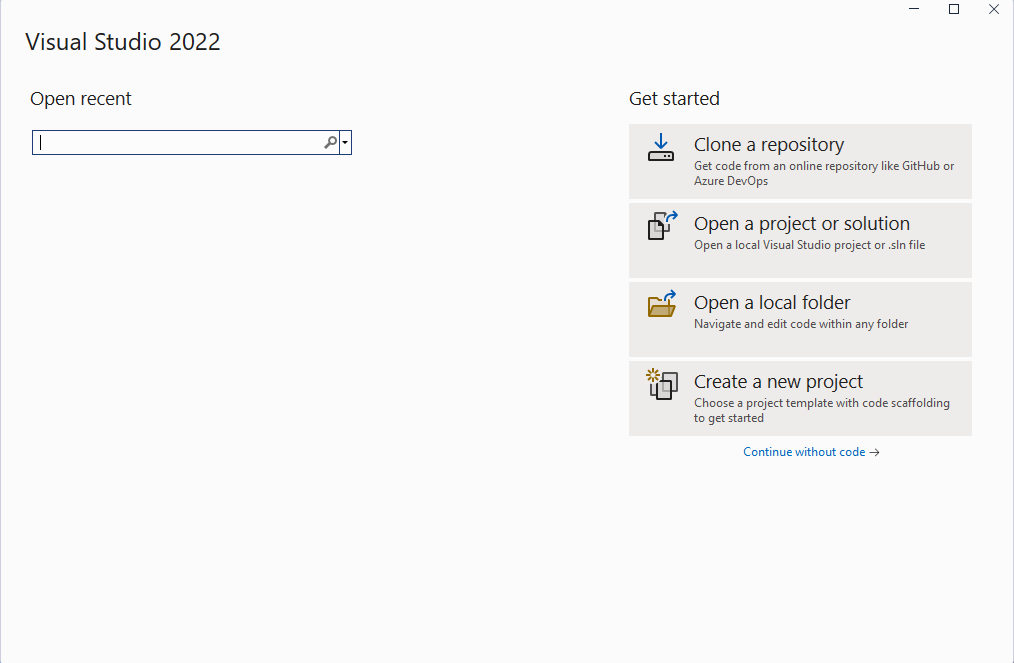 Visual Studio 2022
Open recent
Get started
Clone a repository
Get code from an online repository like GitHub or
Azure DevOps
Open a project or solution
Open a local Visual Studio project or .sln file
Open a local folder
Navigate and edit code within any folder
Create a new project
Choose a project template with code scaffolding
to get started
Continue without code →